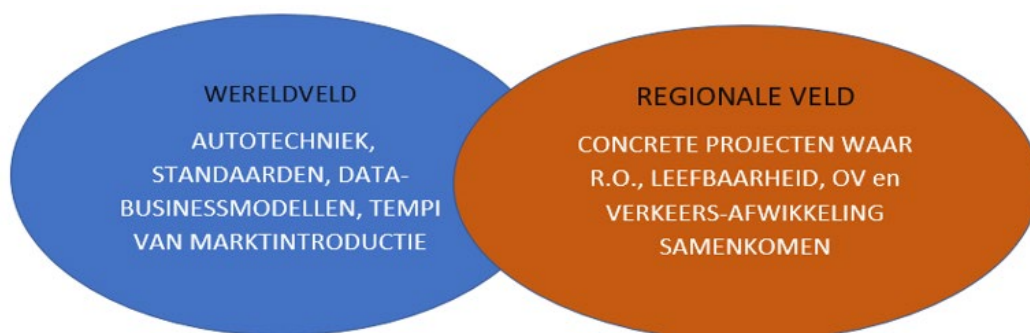 WERELDVELD
AUTOTECHNIEK,
STANDAARDEN, DATA-
BUSINESSMODELLEN, TEMPI
VAN MARKTINTRODUCTIE
REGIONALE VELD
CONCRETE PROJECTEN WAAR
R.O., LEEFBAARHEID, OV en
VERKEERS-AFWIKKELING
SAMENKOMEN